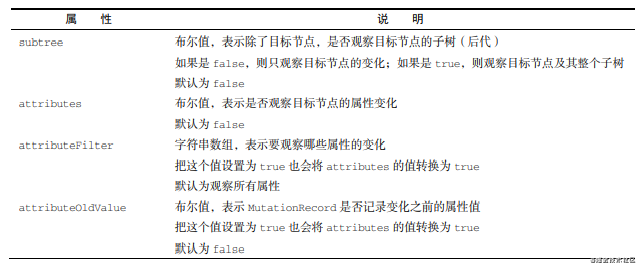 属 性 说 明
subtree 布尔值，表示除了目标节点，是否观察目标节点的子树（后代）
如果是 false，则只观察目标节点的变化；如果是 true，则观察目标节点及其整个子树
默认为 false
attributes 布尔值，表示是否观察目标节点的属性变化
默认为 false
attributeFilter 字符串数组，表示要观察哪些属性的变化
把这个值设置为 true 也会将 attributes 的值转换为 true
默认为观察所有属性
attributeOldValue 布尔值，表示 MutationRecord 是否记录变化之前的属性值
把这个值设置为 true 也会将 attributes 的值转换为 true
默认为 false